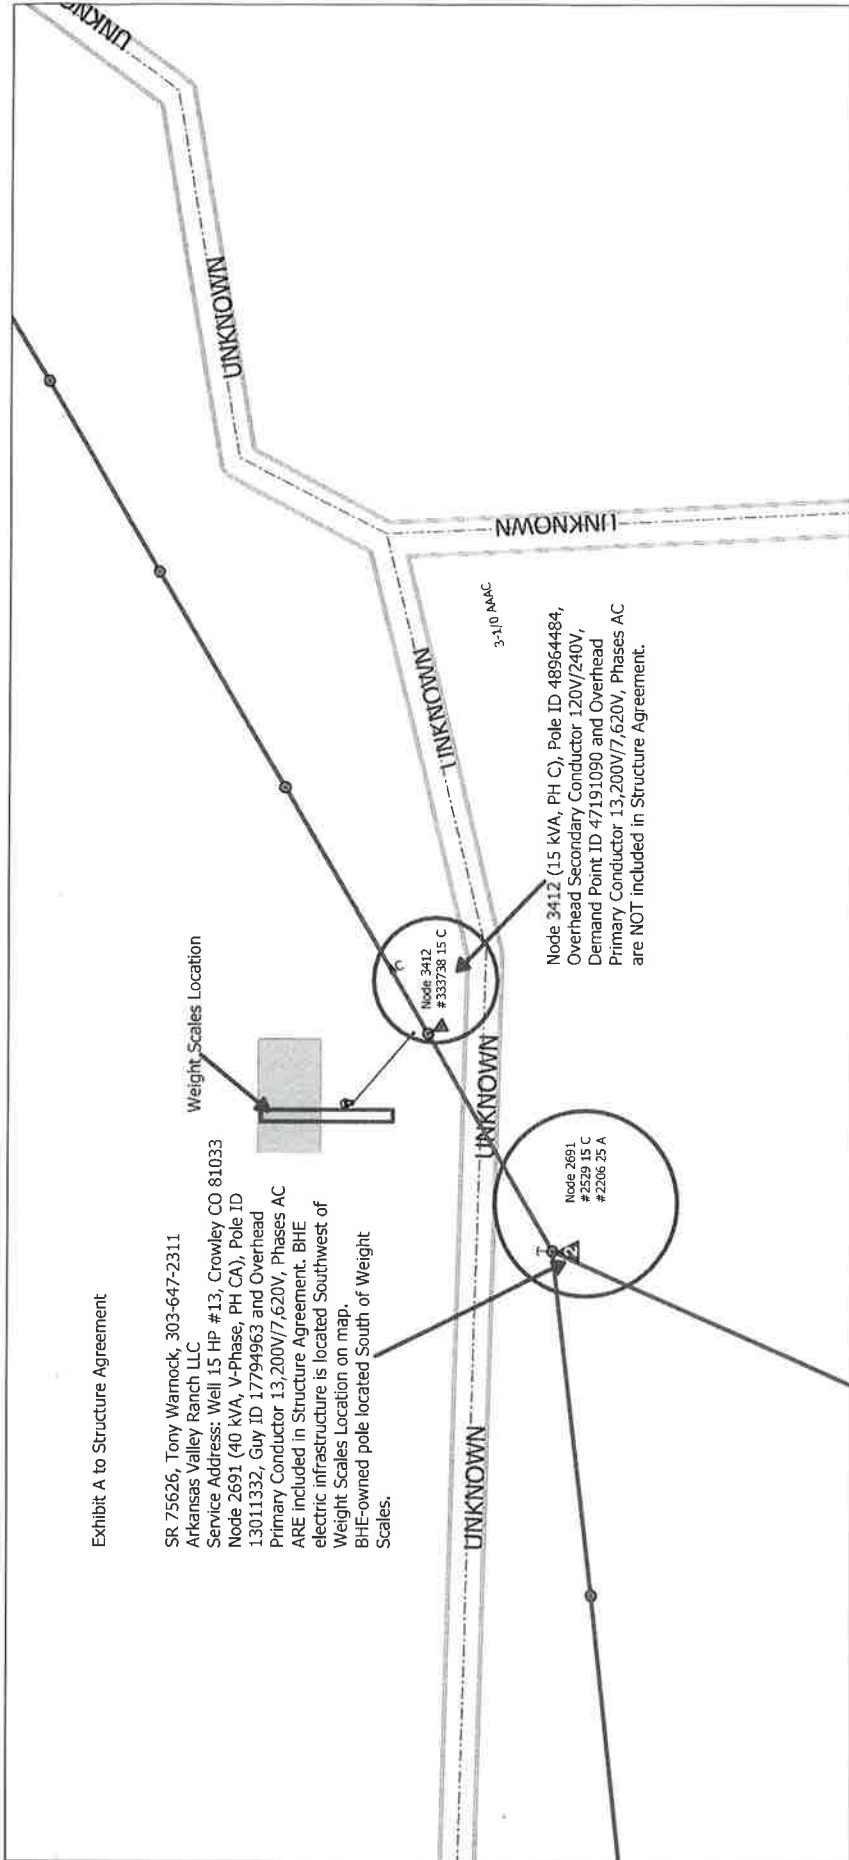 Exhibit A to Structure Agreement
SR 75626, Tony Warnock, 303-647-2311
Arkansas Valley Ranch LLC
Service Address: Well 15 HP #13, Crowley CO 81033
Node 2691 (40 kVA, V-Phase, PH CA), Pole ID
13011332, Guy ID 17794963 and Overhead
Primary Conductor 13,200V/7,620V, Phases AC
ARE included in Structure Agreement. BHE
electric infrastructure is located Southwest of
Weight Scales Location on map.
BHE-owned pole located South of Weight
Scales.
Weight Scales Location
UNKNOWN
UNKNOWN
UNKNOWN
UNKNOWN
UNKNOWN
UNKNOWN
C
Node 3412
#333738 15 C
3-1/0 AAAC
Node 2691
#2529 15 C
#2206 25 A
2
Node 3412 (15 kVA, PH C), Pole ID 48964484,
Overhead Secondary Conductor 120V/240V,
Demand Point ID 47191090 and Overhead
Primary Conductor 13,200V/7,620V, Phases AC
are NOT included in Structure Agreement.